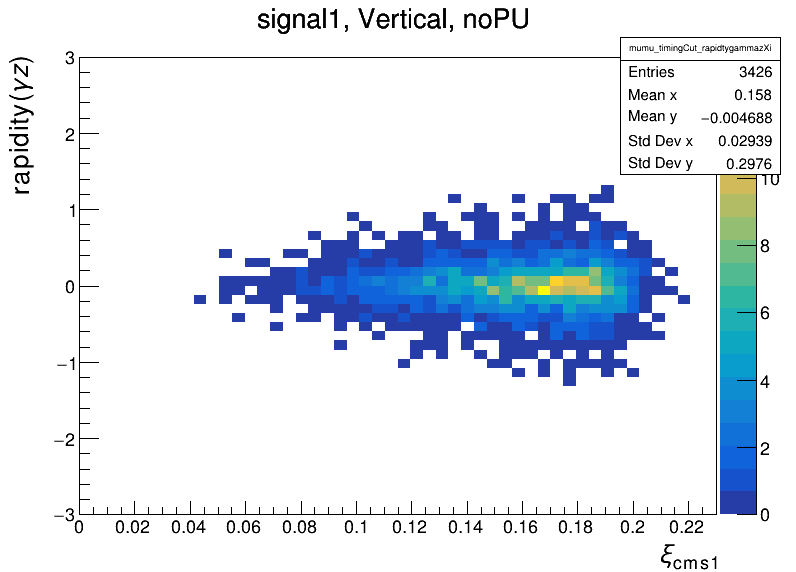 signal1, Vertical, noPU
mumu_timingCut_rapidtygammazXi
Entries 3426
Mean x 0.158
Mean y −0.004688
Std Dev x 0.02939
Std Dev y 0.2976
rapidity(γz)
3
2
1
0
−1
−2
−3
0 0.02 0.04 0.06 0.08 0.1 0.12 0.14 0.16 0.18 0.2 0.22
ξcms1
10
8
6
4
2
0